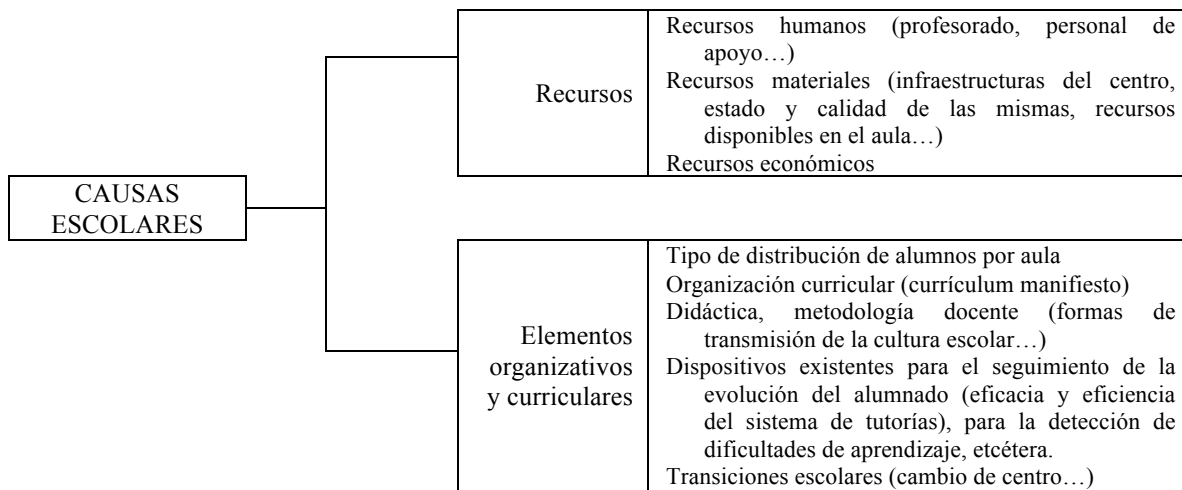 CAUSAS
ESCOLARES
Recursos
Recursos humanos (profesorado, personal de
apoyo…)
Recursos materiales (infraestructuras del centro,
estado y calidad de las mismas, recursos
disponibles en el aula…)
Recursos económicos
Elementos
organizativos
y curriculares
Tipo de distribución de alumnos por aula
Organización curricular (currículum manifiesto)
Didáctica, metodología docente (formas de
transmisión de la cultura escolar…)
Dispositivos existentes para el seguimiento de la
evolución del alumnado (eficacia y eficiencia
del sistema de tutorías), para la detección de
dificultades de aprendizaje, etcétera.
Transiciones escolares (cambio de centro…)